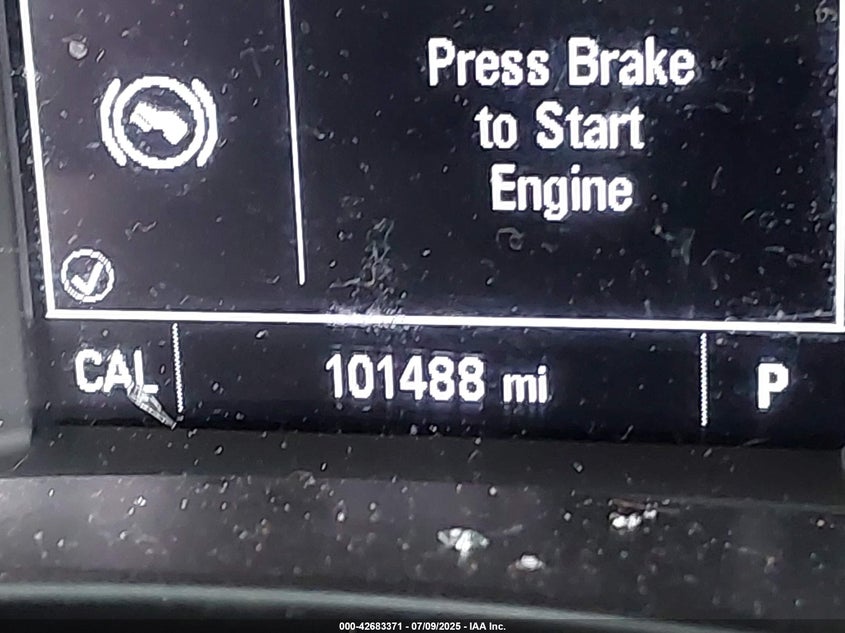 Press Brake
to Start
Engine
CAL 101488 mi P
000-42683371 - 07/09/2025 - IAA Inc.